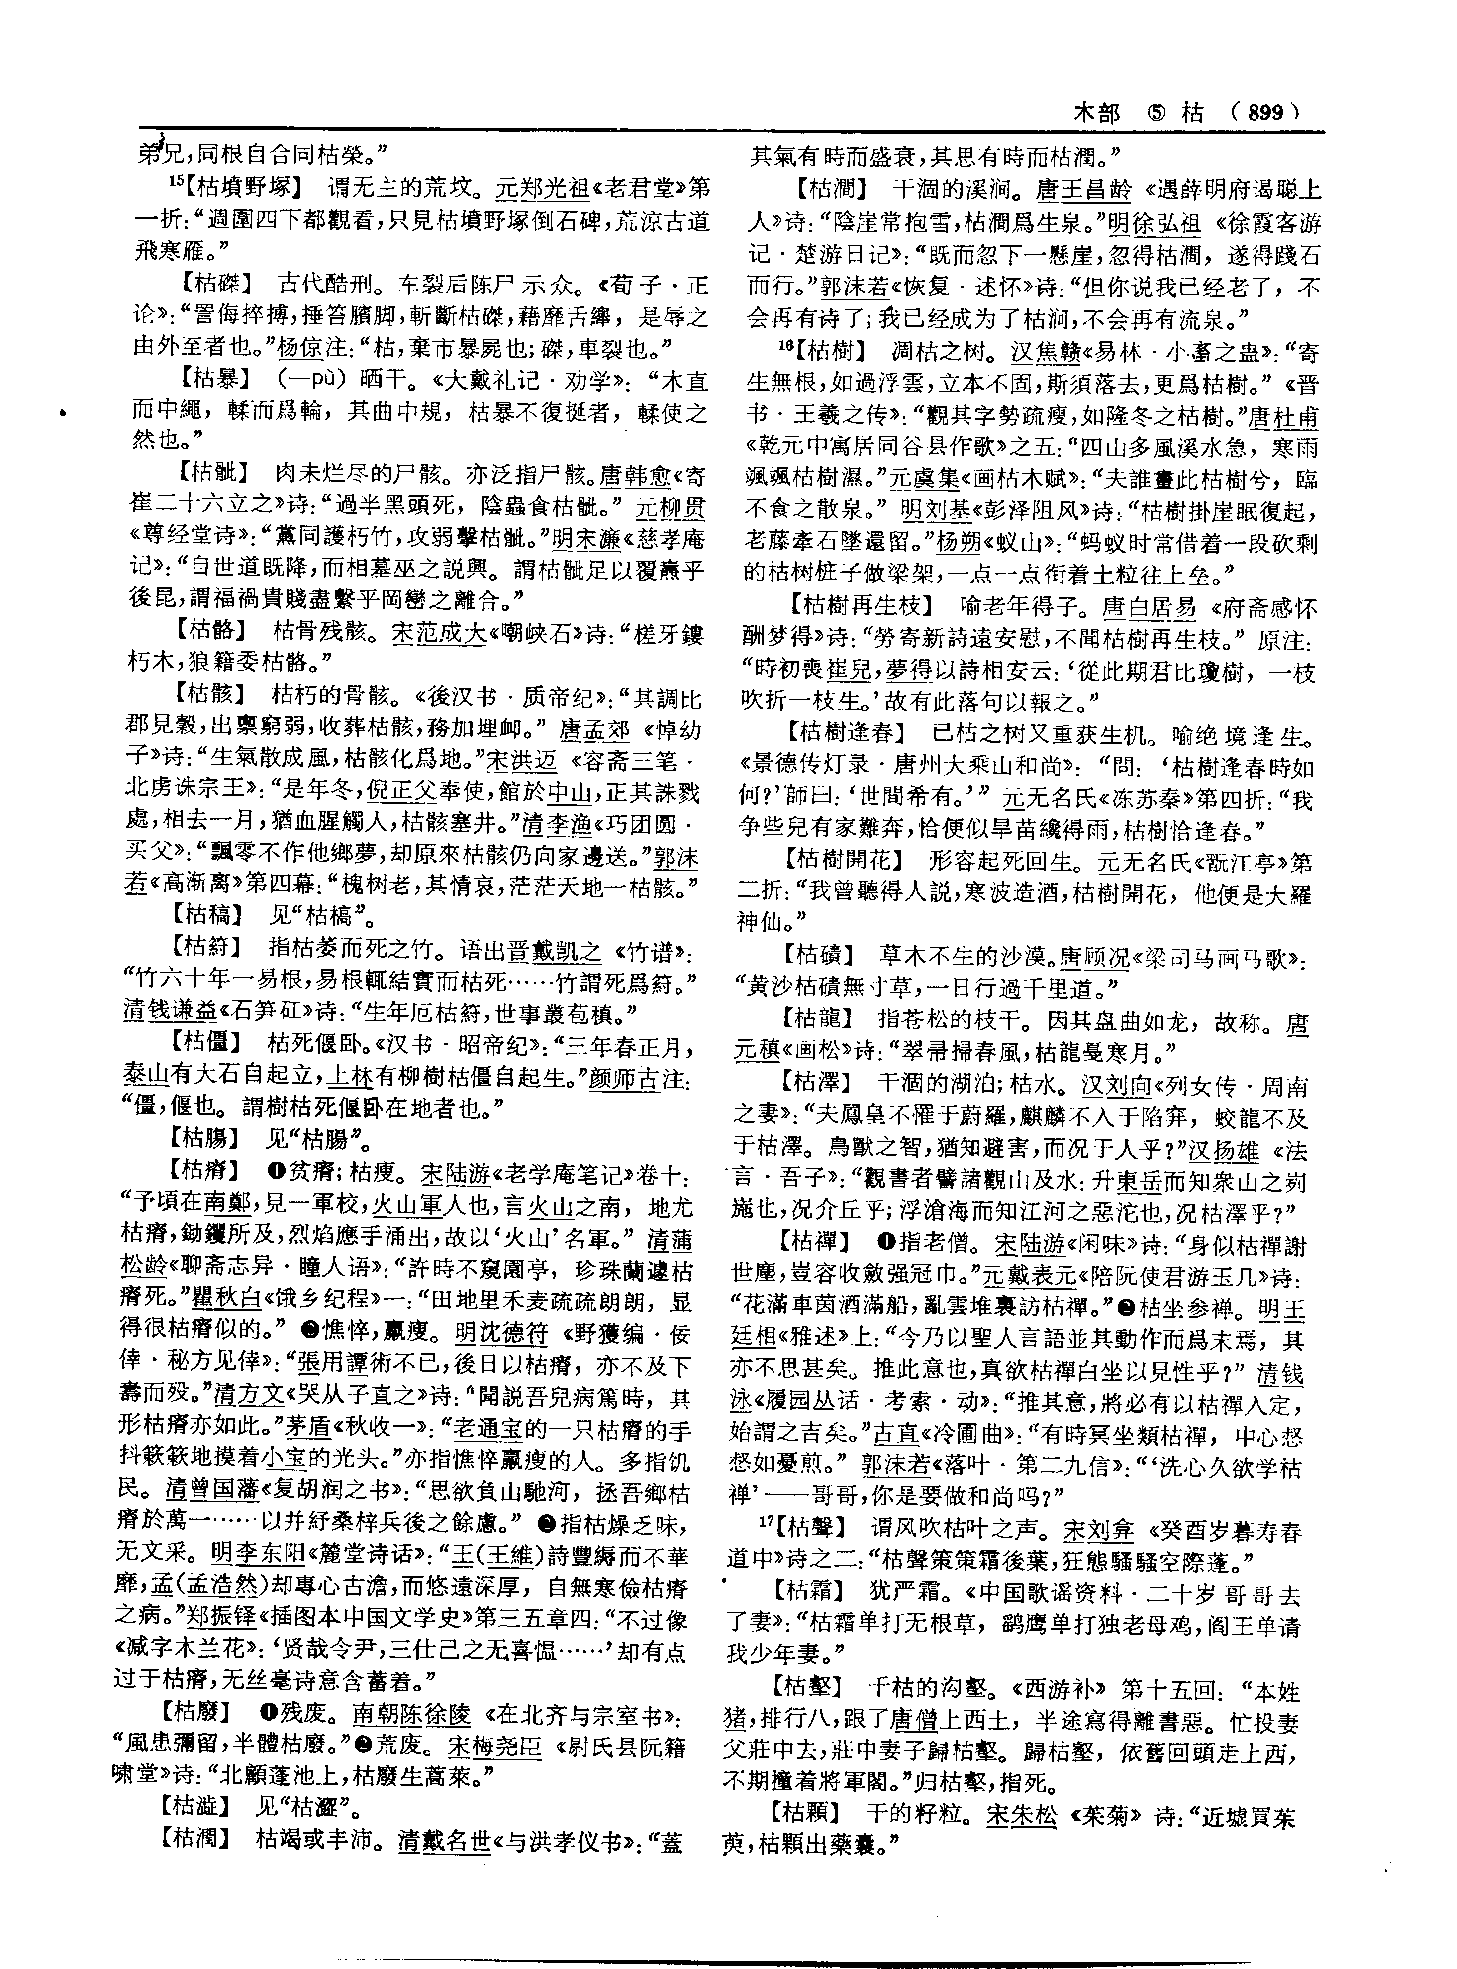 木部 ⑤ 枯 (899)
弟兄,同根自合同枯榮。”
15【枯墳野塚】 谓无主的荒坟。元郑光祖《老君堂》第
一折:“週圍四下都觀看,只見枯墳野塚倒石碑,荒涼古道
飛寒雁。”
【枯磔】 古代酷刑。车裂后陈尸示众。《荀子·正
论》:“詈侮捽搏,捶笞臏脚,斬斷枯磔,藉靡舌縪,是辱之
由外至者也。”杨倞注:“枯,棄市暴屍也;磔,車裂也。”
【枯暴】 (—pù) 晒干。《大戴礼记·劝学》:“木直
而中繩,輮而爲輪,其曲中規,枯暴不復挺者,輮使之
然也。”
【枯骴】 肉未烂尽的尸骸。亦泛指尸骸。唐韩愈《寄
崔二十六立之》诗:“過半黑頭死,陰蟲食枯骴。”元柳贯
《尊经堂诗》:“黨同護朽竹,攻弱擊枯骴。”明宋濂《慈孝庵
记》:“自世道既降,而相墓巫之説興。謂枯骴足以覆燾乎
後昆,謂福禍貴賤盡繫乎岡巒之離合。”
【枯骼】 枯骨残骸。宋范成大《嘲峡石》诗:“槎牙鏤
朽木,狼籍委枯骼。”
【枯骸】 枯朽的骨骸。《後汉书·质帝纪》:“其調比
郡見穀,出禀窮弱,收葬枯骸,務加埋卹。”唐孟郊《悼幼
子》诗:“生氣散成風,枯骸化爲地。”宋洪迈《容斋三笔·
北虏诛宗王》:“是年冬,倪正父奉使,館於中山,正其誅戮
處,相去一月,猶血腥觸人,枯骸塞井。”清李渔《巧团圆·
买父》:“飄零不作他鄉夢,却原來枯骸仍向家邊送。”郭沫
若《高渐离》第四幕:“槐树老,其情哀,茫茫天地一枯骸。”
【枯稿】 见“枯槁”。
【枯箹】 指枯萎而死之竹。语出晋戴凯之《竹谱》:
“竹六十年一易根,易根輒結實而枯死……竹謂死爲箹。”
清钱谦益《石笋矼》诗:“生年厄枯箹,世事叢苞稹。”
【枯僵】 枯死偃卧。《汉书·昭帝纪》:“三年春正月,
泰山有大石自起立,上林有柳樹枯僵自起生。”颜师古注:
“僵,偃也。謂樹枯死偃卧在地者也。”
【枯膓】 见“枯腸”。
【枯瘠】 ❶贫瘠;枯瘦。宋陆游《老学庵笔记》卷十:
“予頃在南鄭,見一軍校,火山軍人也,言火山之南,地尤
枯瘠,鋤钁所及,烈焰應手涌出,故以‘火山’名軍。”清蒲
松龄《聊斋志异·瞳人语》:“許時不窺園亭,珍珠蘭遽枯
瘠死。”瞿秋白《饿乡纪程》一:“田地里禾麦疏疏朗朗,显
得很枯瘠似的。”❷憔悴,羸瘦。明沈德符《野獲编·佞
倖·秘方见倖》:“張用譚術不已,後日以枯瘠,亦不及下
壽而殁。”清方文《哭从子直之》诗:“聞説吾兒病篤時,其
形枯瘠亦如此。”茅盾《秋收一》:“老通宝的一只枯瘠的手
抖簌簌地摸着小宝的光头。”亦指憔悴羸瘦的人。多指饥
民。清曾国藩《复胡润之书》:“思欲負山馳河,拯吾鄉枯
瘠於萬一……以并紓桑梓兵後之餘慮。”❸指枯燥乏味,
无文采。明李东阳《麓堂诗话》:“王(王維)詩豐縟而不華
靡,孟(孟浩然)却專心古澹,而悠遠深厚,自無寒儉枯瘠
之病。”郑振铎《插图本中国文学史》第三五章四:“不过像
《减字木兰花》:‘贤哉令尹,三仕己之无喜愠……’却有点
过于枯瘠,无丝毫诗意含蓄着。”
【枯廢】 ❶残废。南朝陈徐陵《在北齐与宗室书》:
“風患彌留,半體枯廢。”❷荒废。宋梅尧臣《尉氏县阮籍
啸堂》诗:“北顧蓬池上,枯廢生蒿萊。”
【枯澁】 见“枯澀”。
【枯潤】 枯竭或丰沛。清戴名世《与洪孝仪书》:“蓋
其氣有時而盛衰,其思有時而枯潤。”
【枯澗】 干涸的溪涧。唐王昌龄《遇薛明府谒聪上
人》诗:“陰崖常抱雪,枯澗爲生泉。”明徐弘祖《徐霞客游
记·楚游日记》:“既而忽下一懸崖,忽得枯澗,遂得踐石
而行。”郭沫若《恢复·述怀》诗:“但你说我已经老了,不
会再有诗了;我已经成为了枯涧,不会再有流泉。”
16【枯樹】 凋枯之树。汉焦赣《易林·小畜之蛊》:“寄
生無根,如過浮雲,立本不固,斯須落去,更爲枯樹。”《晋
书·王羲之传》:“觀其字勢疏瘦,如隆冬之枯樹。”唐杜甫
《乾元中寓居同谷县作歌》之五:“四山多風溪水急,寒雨
颯颯枯樹濕。”元虞集《画枯木赋》:“夫誰畫此枯樹兮,臨
不食之散泉。”明刘基《彭泽阻风》诗:“枯樹掛崖眠復起,
老藤牽石墜還留。”杨朔《蚁山》:“蚂蚁时常借着一段砍剩
的枯树桩子做梁架,一点一点衔着土粒往上垒。”
【枯樹再生枝】 喻老年得子。唐白居易《府斋感怀
酬梦得》诗:“勞寄新詩遠安慰,不聞枯樹再生枝。”原注:
“時初喪崔兒,夢得以詩相安云:‘從此期君比瓊樹,一枝
吹折一枝生。’故有此落句以報之。”
【枯樹逢春】 已枯之树又重获生机。喻绝境逢生。
《景德传灯录·唐州大乘山和尚》:“問:‘枯樹逢春時如
何?’師曰:‘世間希有。’”元无名氏《冻苏秦》第四折:“我
争些兒有家難奔,恰便似旱苗纔得雨,枯樹恰逢春。”
【枯樹開花】 形容起死回生。元无名氏《翫江亭》第
二折:“我曾聽得人説,寒波造酒,枯樹開花,他便是大羅
神仙。”
【枯磧】 草木不生的沙漠。唐顾况《梁司马画马歌》:
“黄沙枯磧無寸草,一日行過千里道。”
【枯龍】 指苍松的枝干。因其盘曲如龙,故称。唐
元稹《画松》诗:“翠帚掃春風,枯龍戞寒月。”
【枯澤】 干涸的湖泊;枯水。汉刘向《列女传·周南
之妻》:“夫鳳皇不罹于蔚羅,麒麟不入于陷穽,蛟龍不及
于枯澤。鳥獸之智,猶知避害,而况于人乎?”汉扬雄《法
言·吾子》:“觀書者譬諸觀山及水:升東岳而知衆山之峛
崺也,况介丘乎;浮滄海而知江河之惡沱也,况枯澤乎?”
【枯禪】 ❶指老僧。宋陆游《闲味》诗:“身似枯禪謝
世塵,豈容收斂强冠巾。”元戴表元《陪阮使君游玉几》诗:
“花滿車茵酒滿船,亂雲堆裏訪枯禪。”❷枯坐参禅。明王
廷相《雅述》上:“今乃以聖人言語並其動作而爲末焉,其
亦不思甚矣。推此意也,真欲枯禪白坐以見性乎?”清钱
泳《履园丛话·考索·动》:“推其意,將必有以枯禪入定,
始謂之吉矣。”古直《冷圃曲》:“有時冥坐類枯禪,中心惄
惄如憂煎。”郭沫若《落叶·第二九信》:“‘洗心久欲学枯
禅’——哥哥,你是要做和尚吗?”
17【枯聲】 谓风吹枯叶之声。宋刘弇《癸酉岁暮寿春
道中》诗之二:“枯聲策策霜後葉,狂態騷騷空際蓬。”
【枯霜】 犹严霜。《中国歌谣资料·二十岁哥哥去
了妻》:“枯霜单打无根草,鹞鹰单打独老母鸡,阎王单请
我少年妻。”
【枯壑】 干枯的沟壑。《西游补》第十五回:“本姓
猪,排行八,跟了唐僧上西土,半途寫得離書惡。忙投妻
父莊中去,莊中妻子歸枯壑。歸枯壑,依舊回頭走上西,
不期撞着將軍閣。”归枯壑,指死。
【枯顆】 干的籽粒。宋朱松《茱菊》诗:“近墟買茱
萸,枯顆出藥囊。”